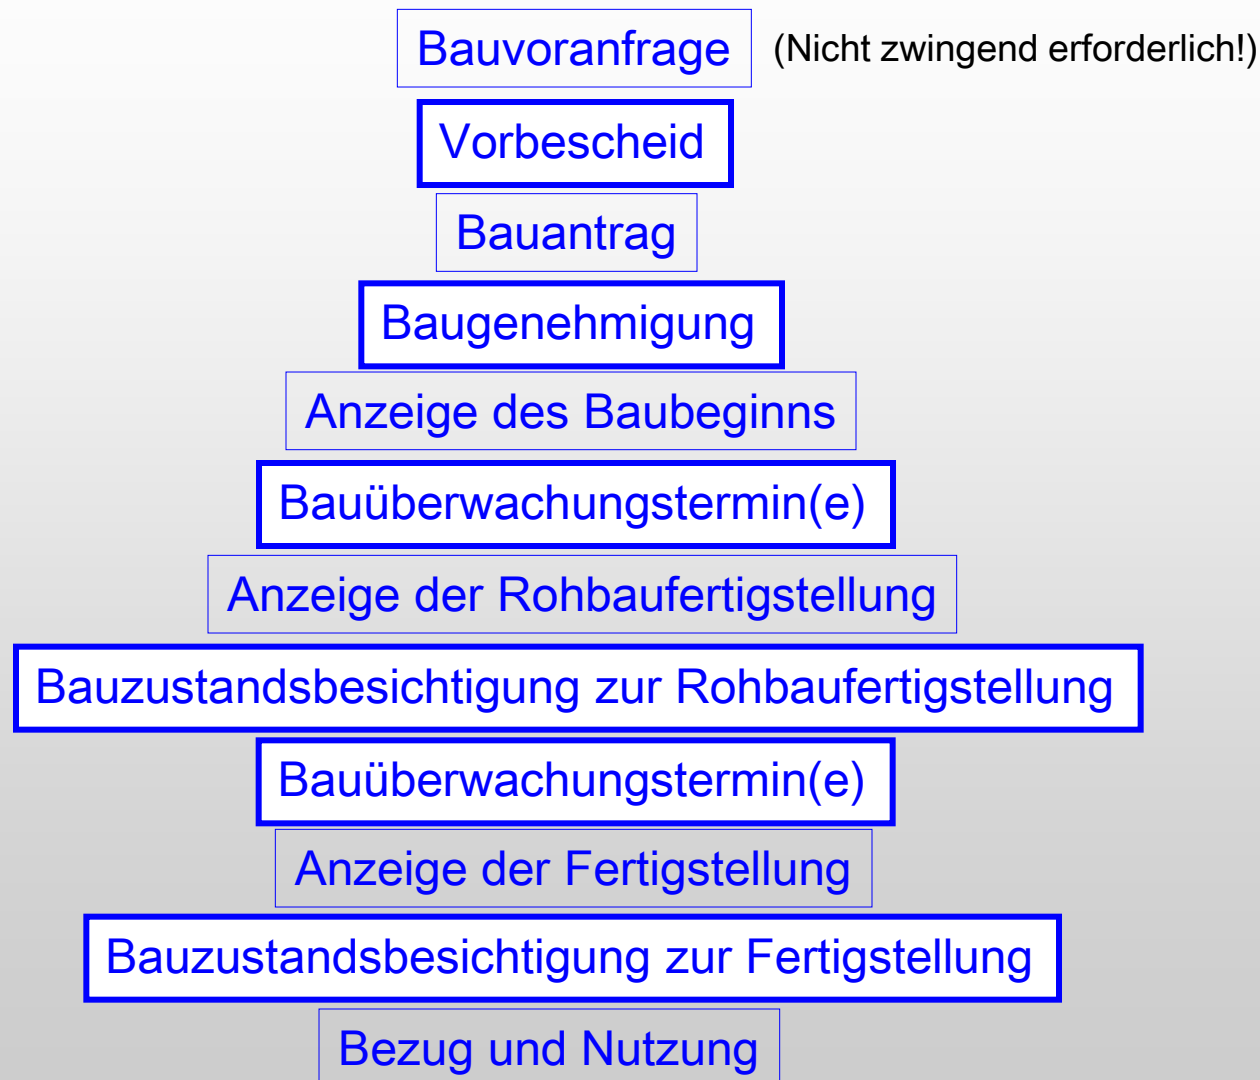 Bauvoranfrage (Nicht zwingend erforderlich!)
Vorbescheid
Bauantrag
Baugenehmigung
Anzeige des Baubeginns
Bauüberwachungstermin(e)
Anzeige der Rohbaufertigstellung
Bauzustandsbesichtigung zur Rohbaufertigstellung
Bauüberwachungstermin(e)
Anzeige der Fertigstellung
Bauzustandsbesichtigung zur Fertigstellung
Bezug und Nutzung